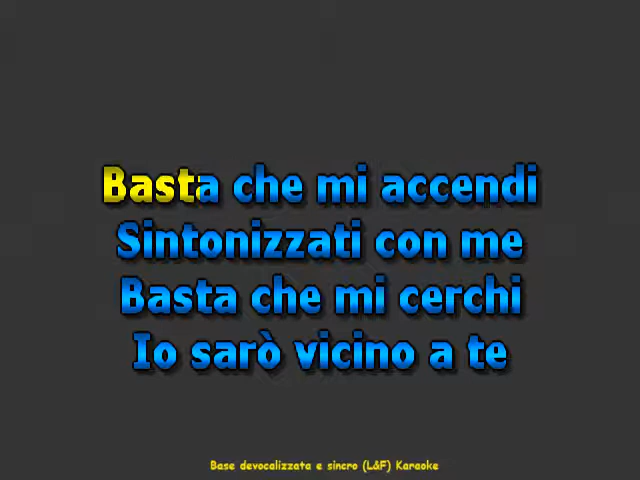 Basta che mi accendi
Sintonizzati con me
Basta che mi cerchi
Io sarò vicino a te
Base devocalizzata e sincro (L&F) Karaoke